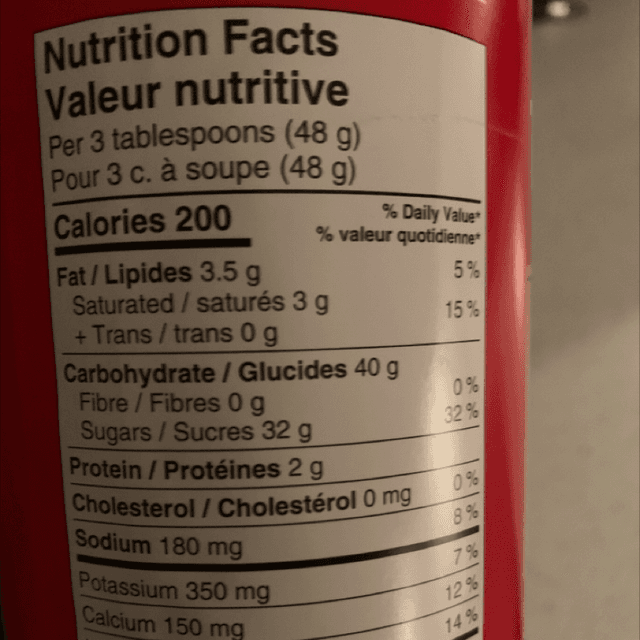 Nutrition Facts
Valeur nutritive
Per 3 tablespoons (48 g)
Pour 3 c. à soupe (48 g)
Calories 200
% Daily Value*
% valeur quotidienne*
Fat / Lipides 3.5 g 5 %
Saturated / saturés 3 g
+ Trans / trans 0 g 15 %
Carbohydrate / Glucides 40 g
Fibre / Fibres 0 g 0 %
Sugars / Sucres 32 g 32 %
Protein / Protéines 2 g
Cholesterol / Cholestérol 0 mg 0 %
Sodium 180 mg 8 %
Potassium 350 mg 7 %
Calcium 150 mg 12 %
14 %